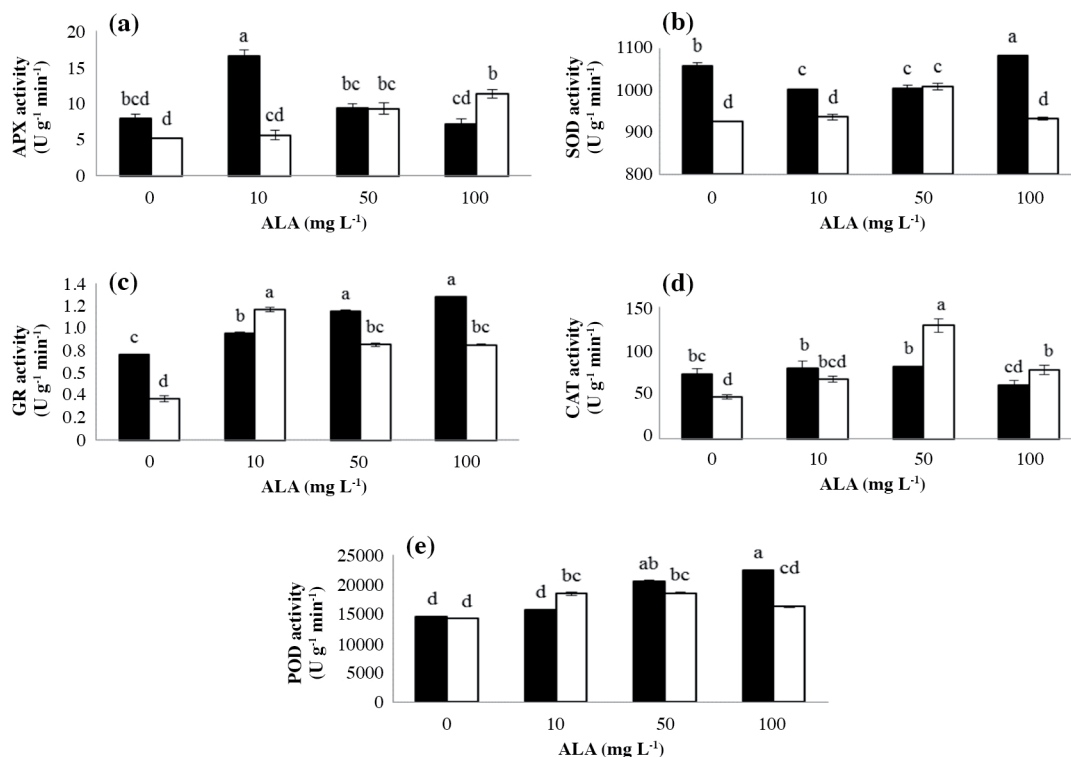 (a)
APX activity
(U g⁻¹ min⁻¹)
20
15
10
5
0
bcd
d
a
cd
bc
bc
cd
b
0
10
50
100
ALA (mg L⁻¹)
(b)
SOD activity
(U g⁻¹ min⁻¹)
1100
1000
900
800
b
d
c
d
c
c
a
d
0
10
50
100
ALA (mg L⁻¹)
(c)
GR activity
(U g⁻¹ min⁻¹)
1.4
1.2
1.0
0.8
0.4
0.2
0
c
d
b
a
a
bc
a
bc
0
10
50
100
ALA (mg L⁻¹)
(d)
CAT activity
(U g⁻¹ min⁻¹)
150
100
50
0
bc
d
b
bcd
b
a
cd
b
0
10
50
100
ALA (mg L⁻¹)
(e)
POD activity
(U g⁻¹ min⁻¹)
25000
20000
15000
10000
5000
0
d
d
d
bc
ab
bc
a
cd
0
10
50
100
ALA (mg L⁻¹)